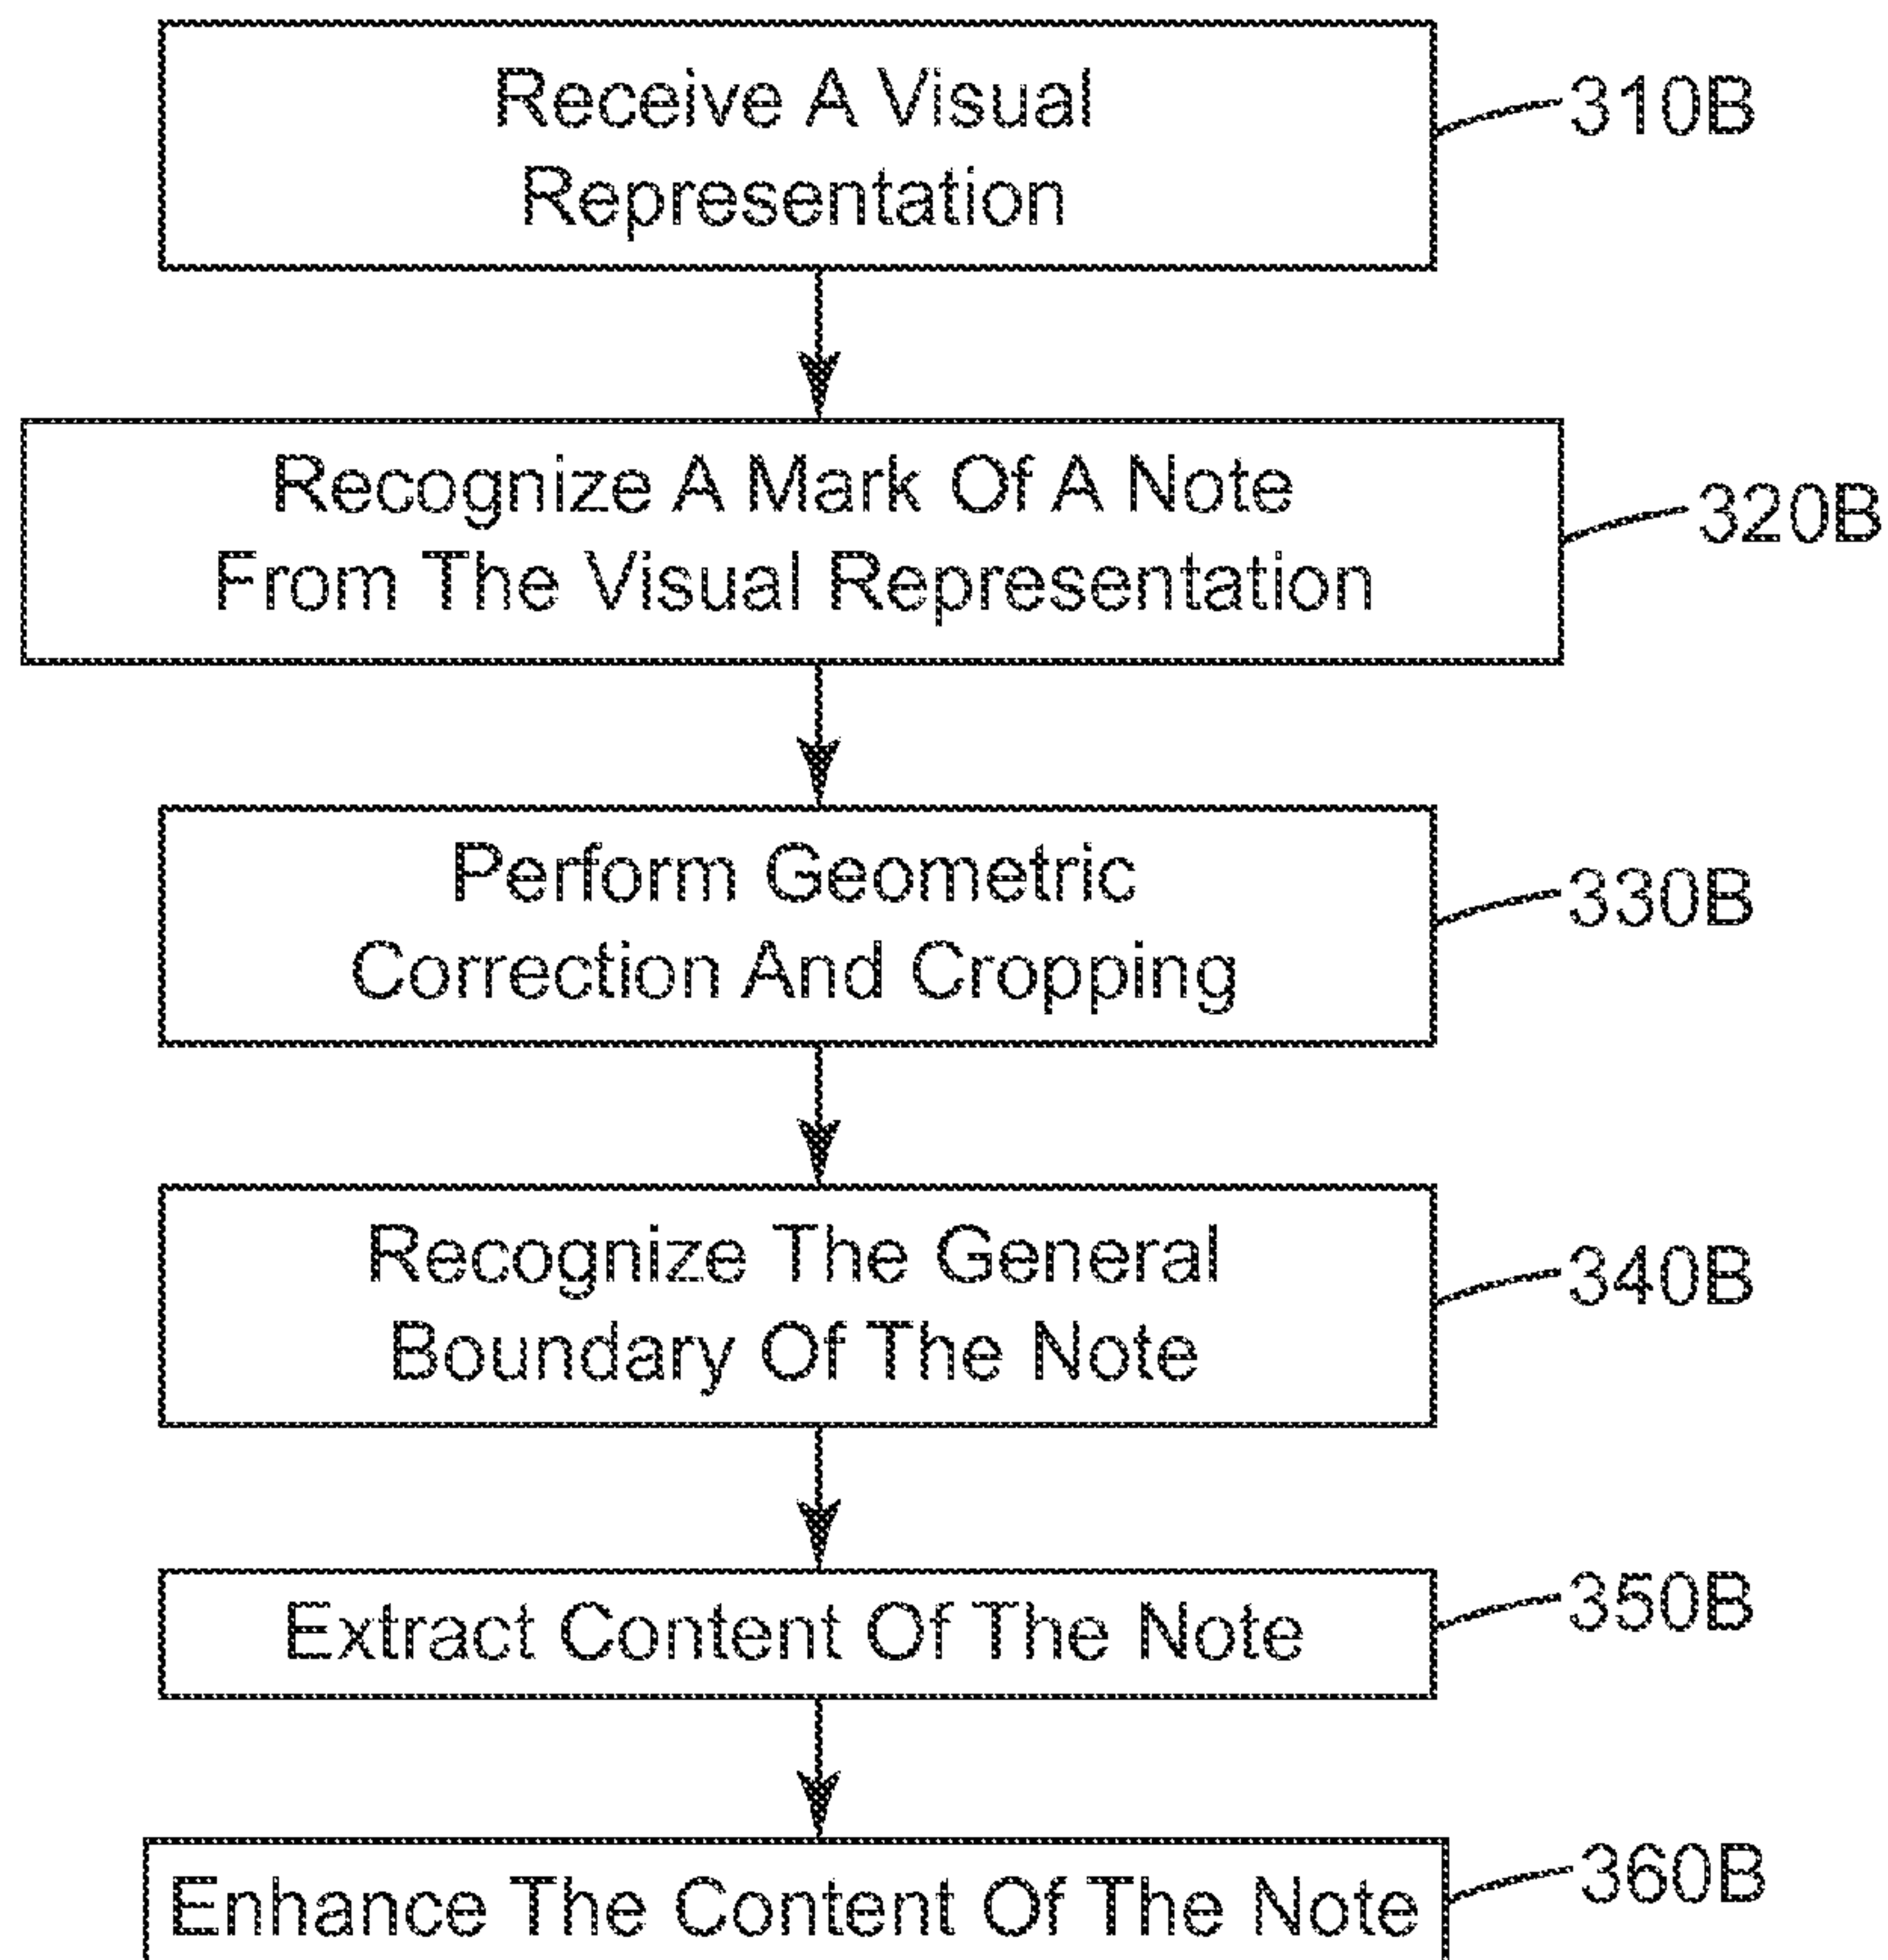 Receive A Visual
Representation
310B
Recognize A Mark Of A Note
From The Visual Representation
320B
Perform Geometric
Correction And Cropping
330B
Recognize The General
Boundary Of The Note
340B
Extract Content Of The Note
350B
Enhance The Content Of The Note
360B